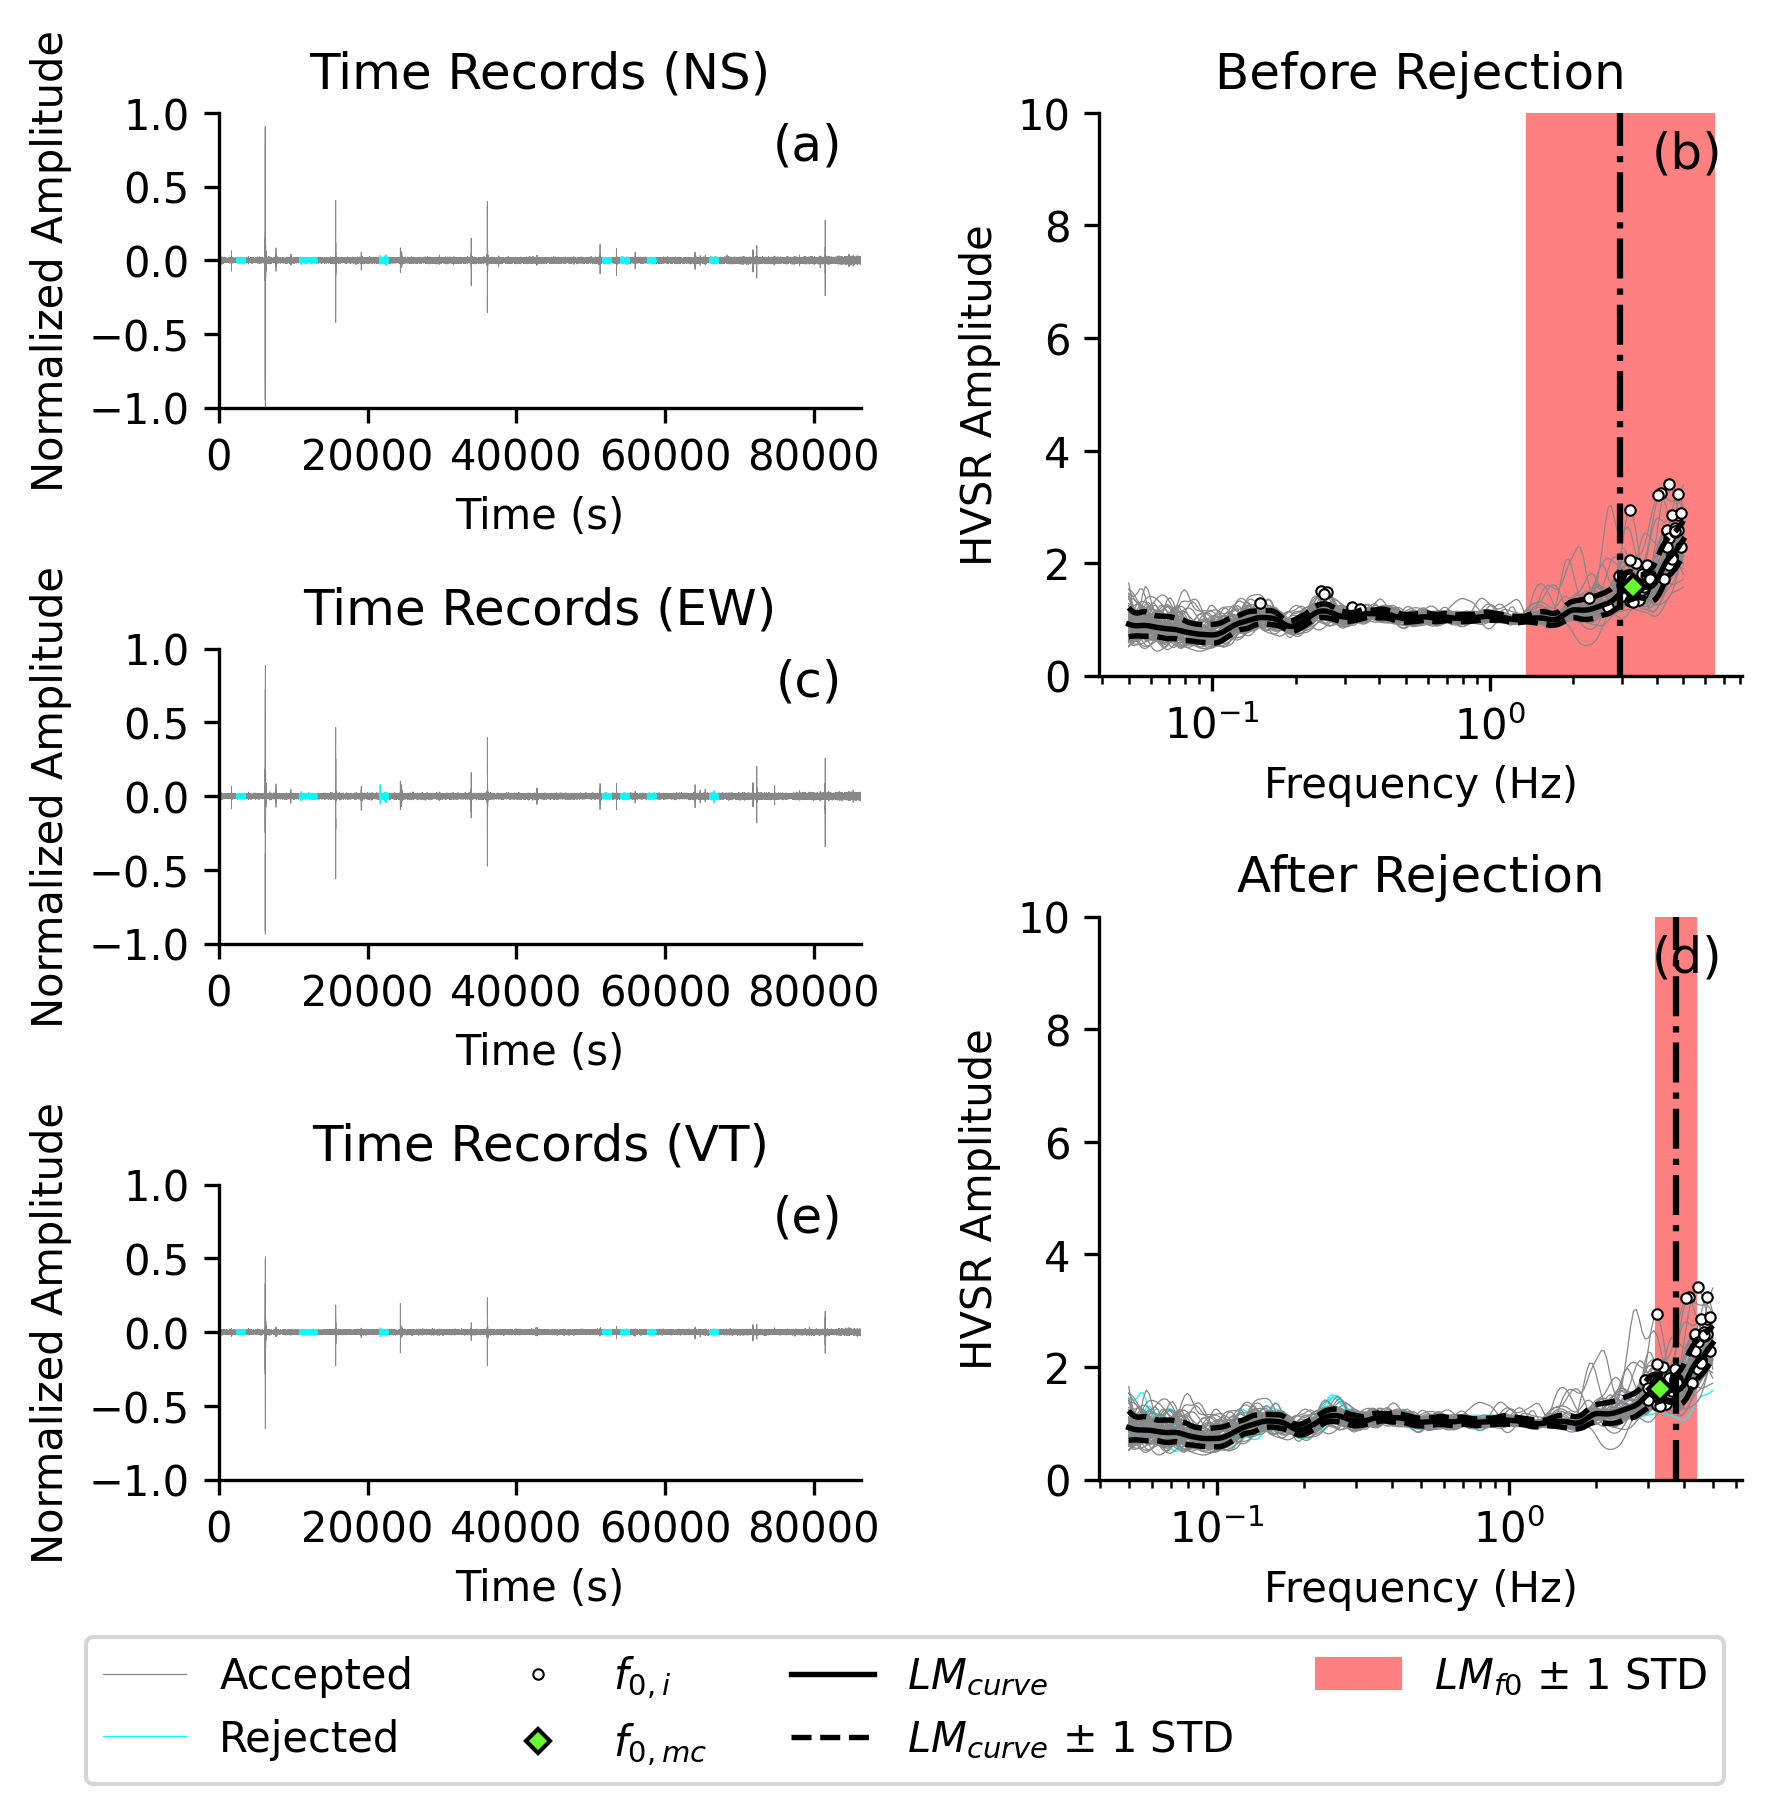 Time Records (NS)
(a)
Normalized Amplitude
1.0
0.5
0.0
−0.5
−1.0
0 20000 40000 60000 80000
Time (s)
Before Rejection
(b)
HVSR Amplitude
10
8
6
4
2
0
10⁻¹ 10⁰
Frequency (Hz)
Time Records (EW)
(c)
Normalized Amplitude
1.0
0.5
0.0
−0.5
−1.0
0 20000 40000 60000 80000
Time (s)
After Rejection
(d)
HVSR Amplitude
10
8
6
4
2
0
10⁻¹ 10⁰
Frequency (Hz)
Time Records (VT)
(e)
Normalized Amplitude
1.0
0.5
0.0
−0.5
−1.0
0 20000 40000 60000 80000
Time (s)
Accepted
Rejected
f0,i
f0,mc
LMcurve
LMcurve ± 1 STD
LMf0 ± 1 STD